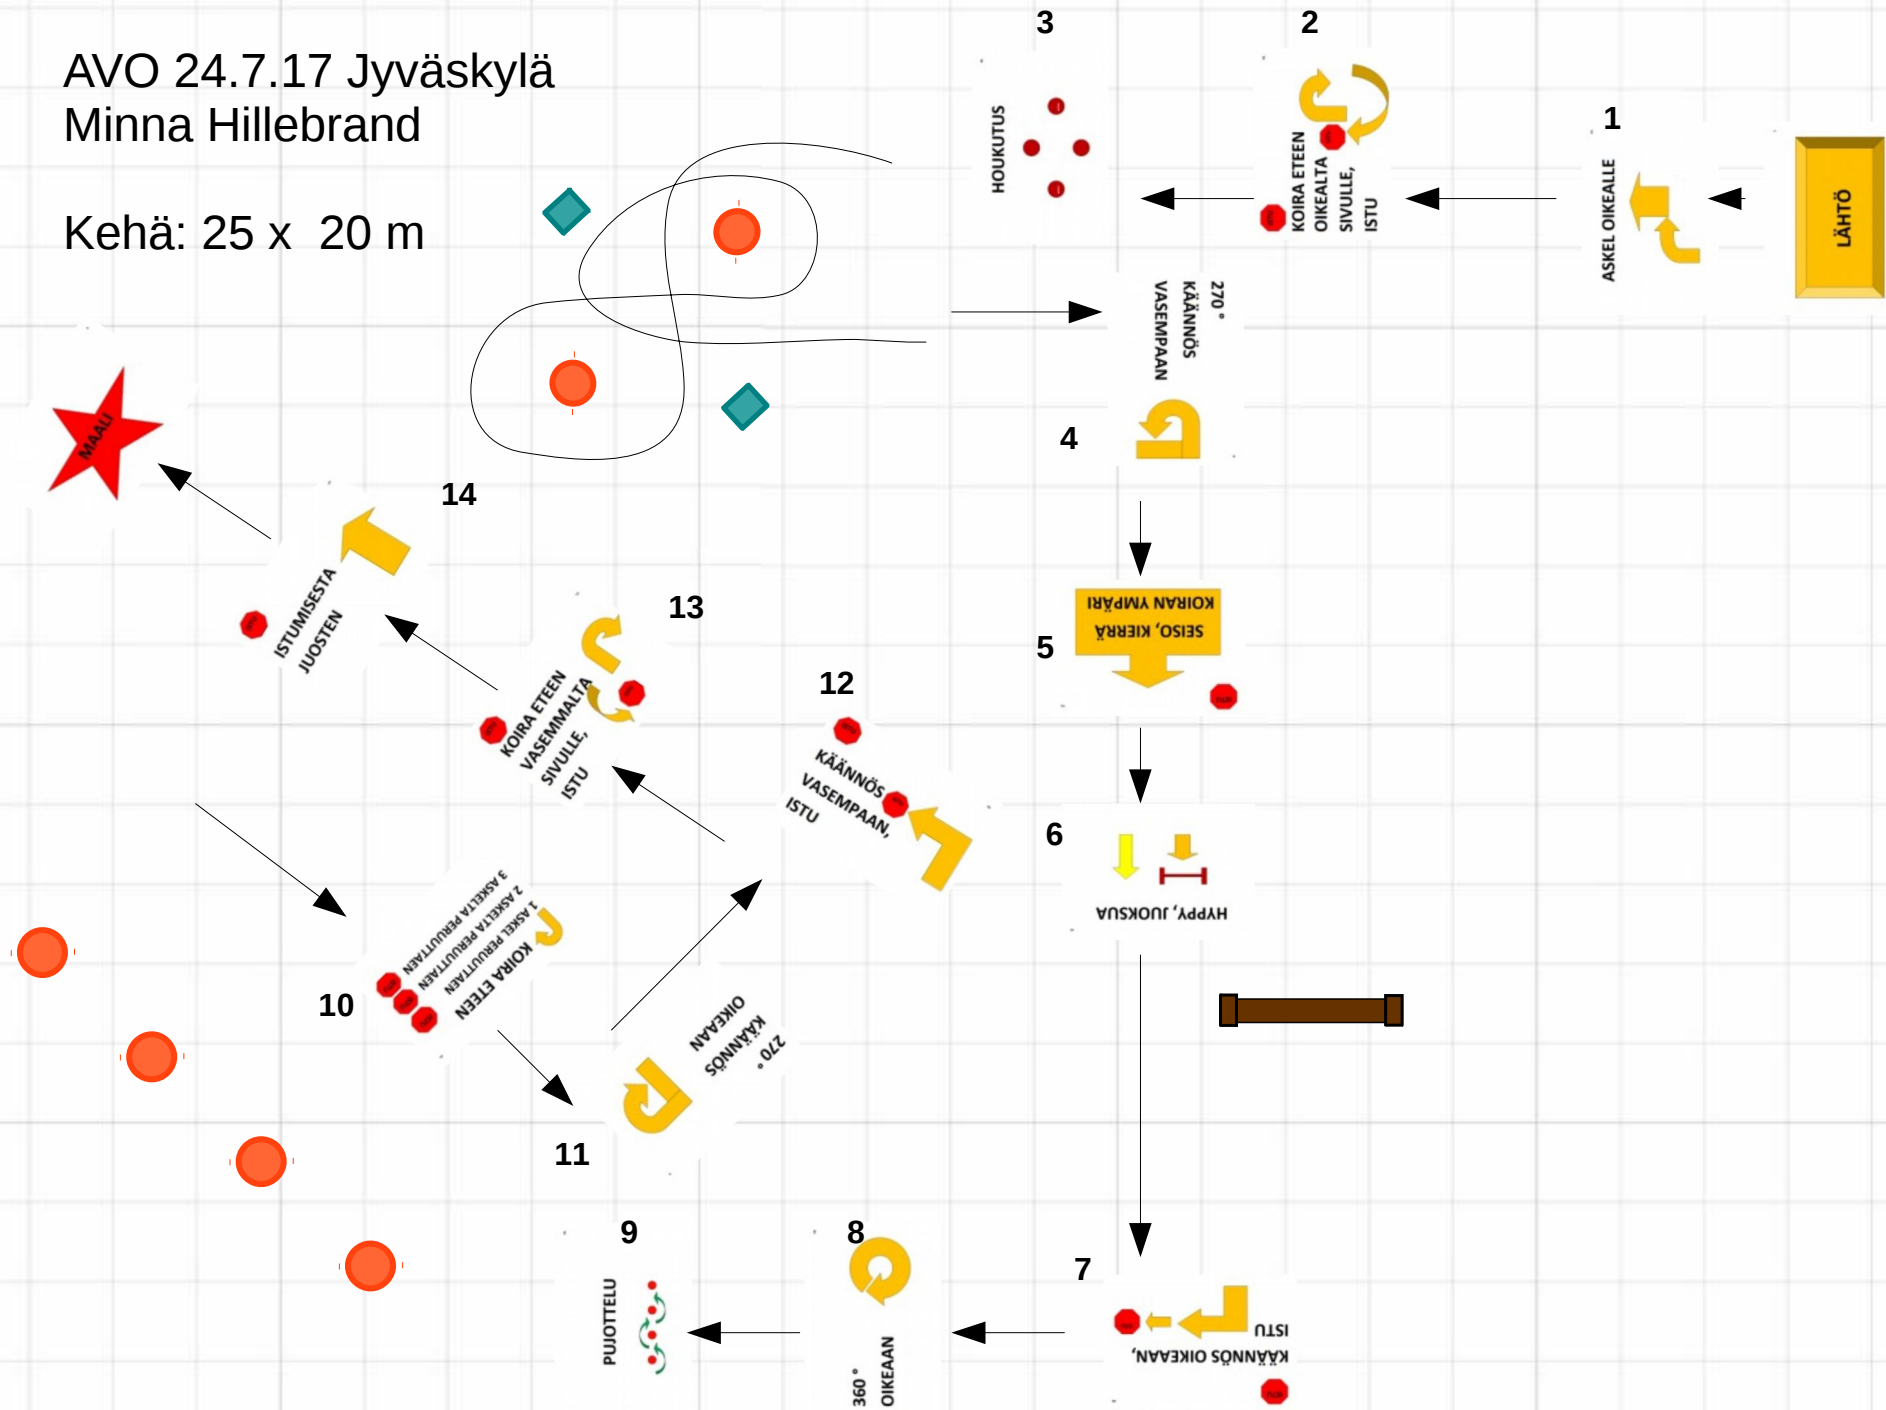 AVO 24.7.17 Jyväskylä
Minna Hillebrand
Kehä: 25 x  20 m
LÄHTÖ
1
ASKEL OIKEALLE
2
KOIRA ETEEN
OIKEALTA
SIVULLE,
ISTU
3
HOUKUTUS
4
270°
KÄÄNNÖS
VASEMPAAN
5
SEISO, KIERRÄ
KOIRAN YMPÄRI
6
HYPPY, JUOKSUA
7
KÄÄNNÖS OIKEAAN,
ISTU
8
360°
OIKEAAN
9
PUJOTTELU
10
KOIRA ETEEN
1 ASKEL PERUUTTAEN
2 ASKELTA PERUUTTAEN
3 ASKELTA PERUUTTAEN
11
270°
KÄÄNNÖS
OIKEAAN
12
KÄÄNNÖS
VASEMPAAN,
ISTU
13
KOIRA ETEEN
VASEMMALTA
SIVULLE,
ISTU
14
ISTUMISESTA
JUOSTEN
MAALI